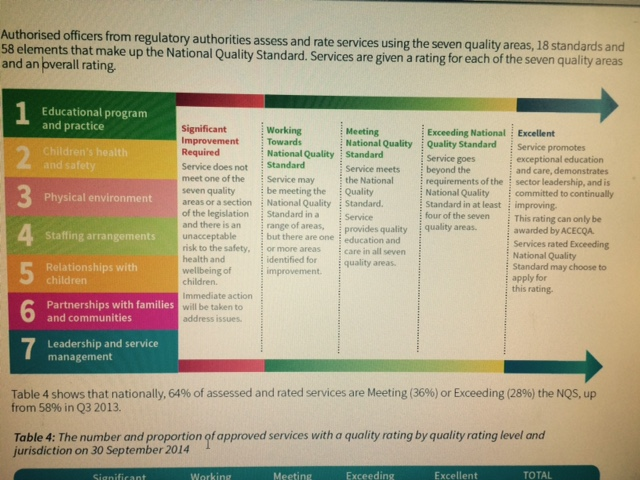 Authorised officers from regulatory authorities assess and rate services using the seven quality areas, 18 standards and
58 elements that make up the National Quality Standard. Services are given a rating for each of the seven quality areas
and an overall rating.
1 Educational program
and practice
2 Children's health
and safety
3 Physical environment
4 Staffing arrangements
5 Relationships with
children
6 Partnerships with families
and communities
7 Leadership and service
management
Significant
Improvement
Required
Service does not
meet one of the
seven quality
areas or a section
of the legislation
and there is an
unacceptable
risk to the safety,
health and
wellbeing of
children.
Immediate action
will be taken to
address issues.
Working
Towards
National Quality
Standard
Service may
be meeting the
National Quality
Standard in a
range of areas,
but there are one
or more areas
identified for
improvement.
Meeting
National Quality
Standard
Service meets
the National
Quality
Standard.
Service
provides quality
education and
care in all seven
quality areas.
Exceeding National
Quality Standard
Service goes
beyond the
requirements of the
National Quality
Standard in at least
four of the seven
quality areas.
Excellent
Service promotes
exceptional education
and care, demonstrates
sector leadership, and is
committed to continually
improving.
This rating can only be
awarded by ACECQA.
Services rated Exceeding
National Quality
Standard may choose to
apply for
this rating.
Table 4 shows that nationally, 64% of assessed and rated services are Meeting (36%) or Exceeding (28%) the NQS, up
from 58% in Q3 2013.
Table 4: The number and proportion of approved services with a quality rating by quality rating level and
jurisdiction on 30 September 2014
Significant Working Meeting Exceeding Excellent TOTAL